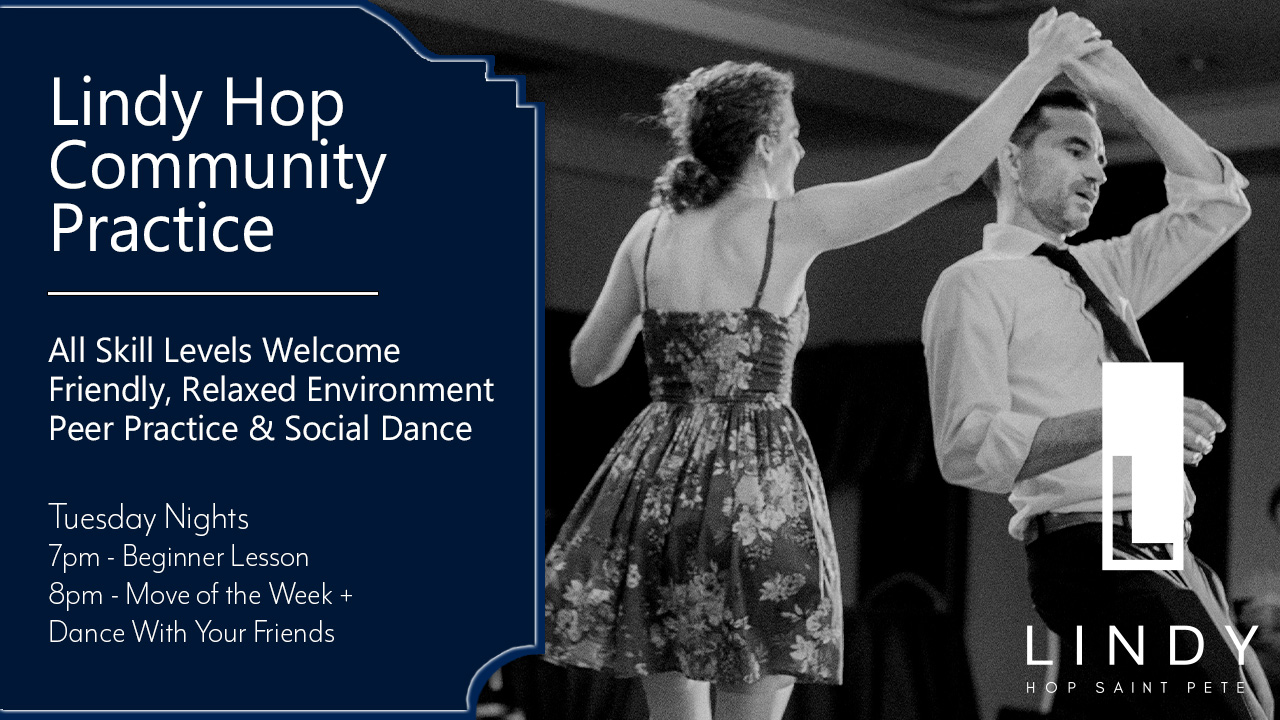 Lindy Hop
Community
Practice
All Skill Levels Welcome
Friendly, Relaxed Environment
Peer Practice & Social Dance
Tuesday Nights
7pm - Beginner Lesson
8pm - Move of the Week +
Dance With Your Friends
LINDY
HOP SAINT PETE